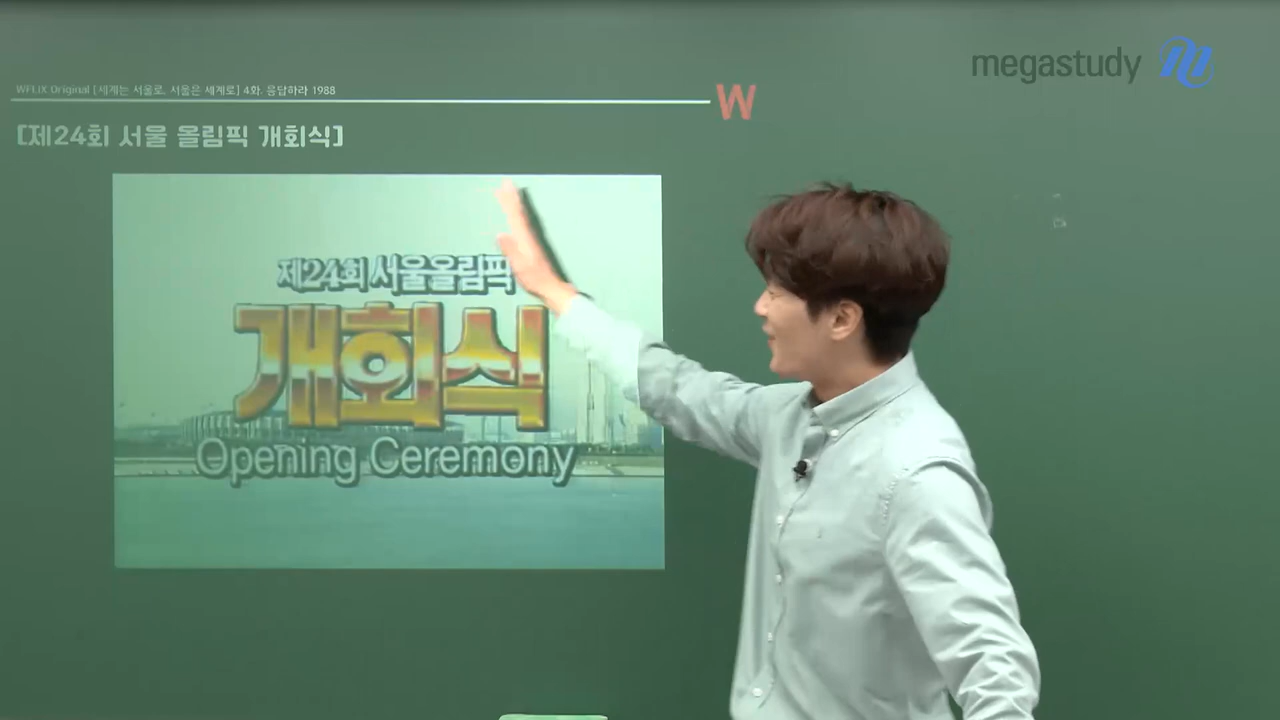 megastudy
WFLIX Original [세계는 서울로, 서울은 세계로] 4화. 응답하라 1988
W
[제24회 서울 올림픽 개회식]
제24회 서울올림픽
개회식
Opening Ceremony